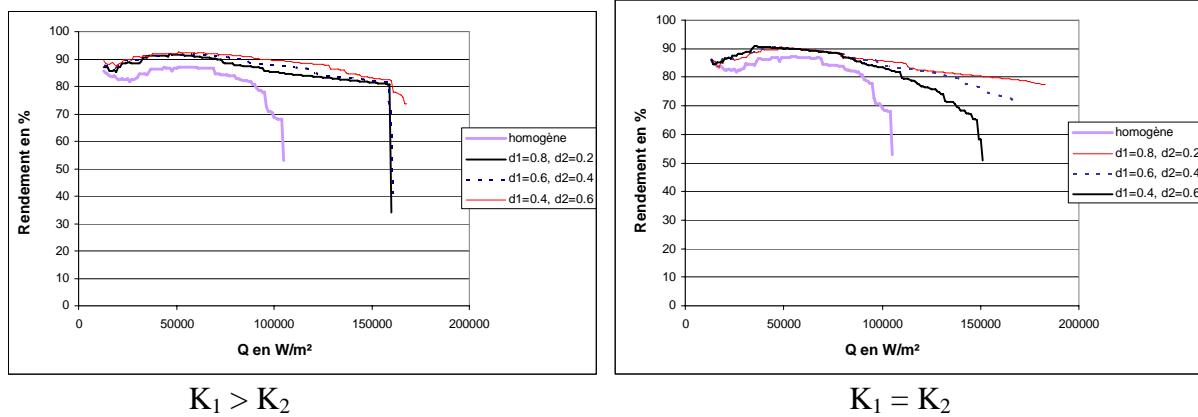 100
90
80
70
60
50
40
30
20
10
0
Rendement en %
0 50000 100000 150000 200000
Q en W/m²
homogène
d1=0.8, d2=0.2
d1=0.6, d2=0.4
d1=0.4, d2=0.6
K₁ > K₂
100
90
80
70
60
50
40
30
20
10
0
Rendement en %
0 50000 100000 150000 200000
Q en W/m²
homogène
d1=0.8, d2=0.2
d1=0.6, d2=0.4
d1=0.4, d2=0.6
K₁ = K₂